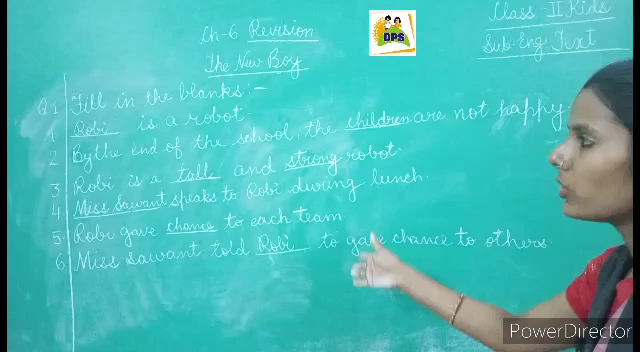 Ch-6 Revision
The New Boy
DPS
Class-II Kids
Sub-Eng Text
Q1 Fill in the blanks:-
1 Robi is a robot
2 By the end of the school, the children are not happy
3 Robi is a tall and strong robot.
4 Miss Sawant speaks to Robi during lunch.
5. Robi gave chance to each team.
6 Miss Sawant told Robi to gave chance to others.
PowerDirector